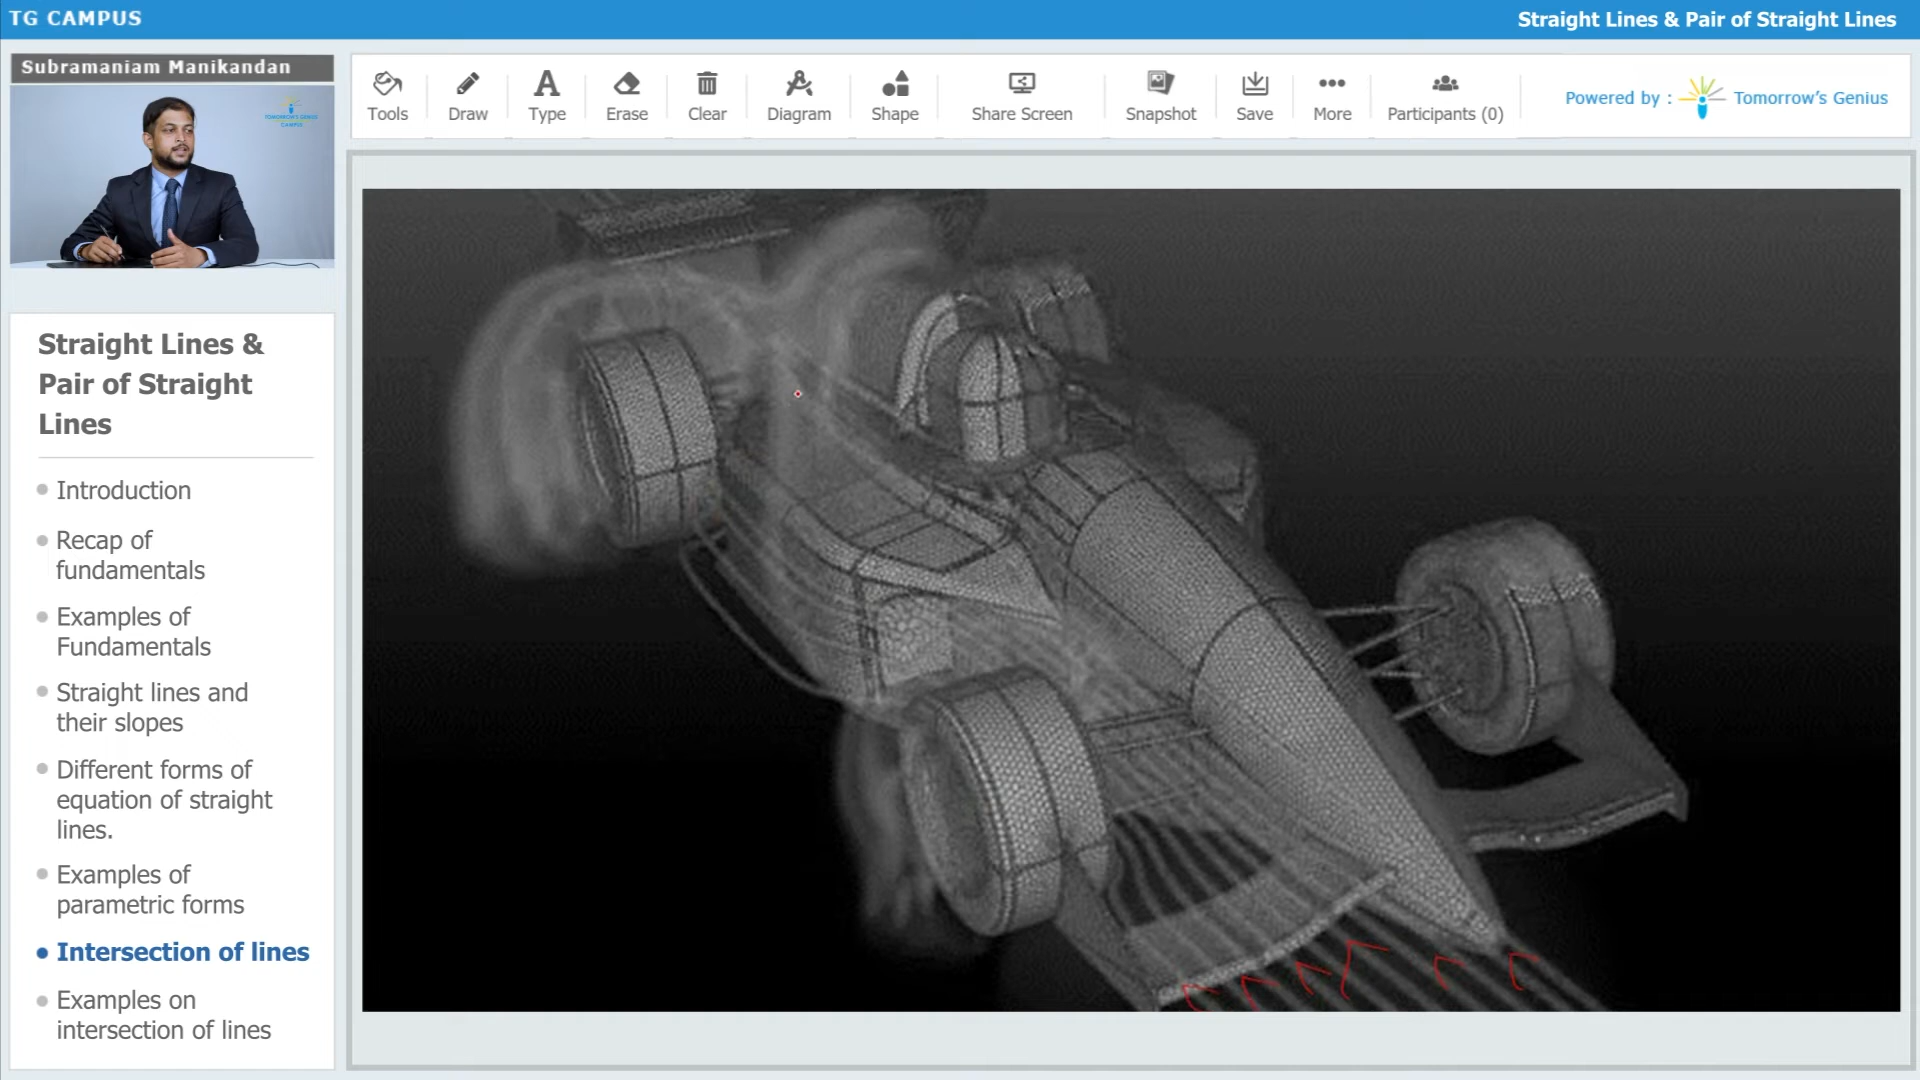 TG CAMPUS
Straight Lines & Pair of Straight Lines
Subramaniam Manikandan
TOMORROW'S GENIUS
CAMPUS
Tools
Draw
Type
Erase
Clear
Diagram
Shape
Share Screen
Snapshot
Save
More
Participants (0)
Powered by :
Tomorrow's Genius
Straight Lines &
Pair of Straight
Lines
Introduction
Recap of
fundamentals
Examples of
Fundamentals
Straight lines and
their slopes
Different forms of
equation of straight
lines.
Examples of
parametric forms
Intersection of lines
Examples on
intersection of lines